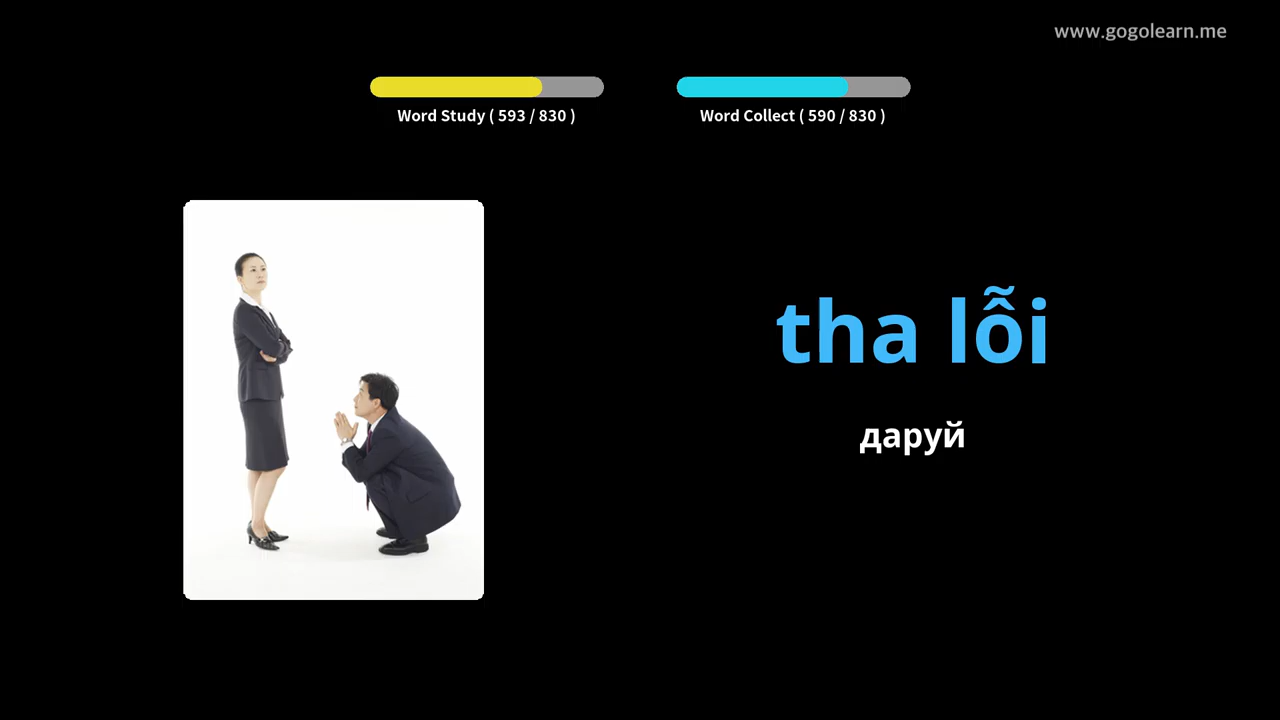 www.gogolearn.me
Word Study ( 593 / 830 )
Word Collect ( 590 / 830 )
tha lỗi
даруй